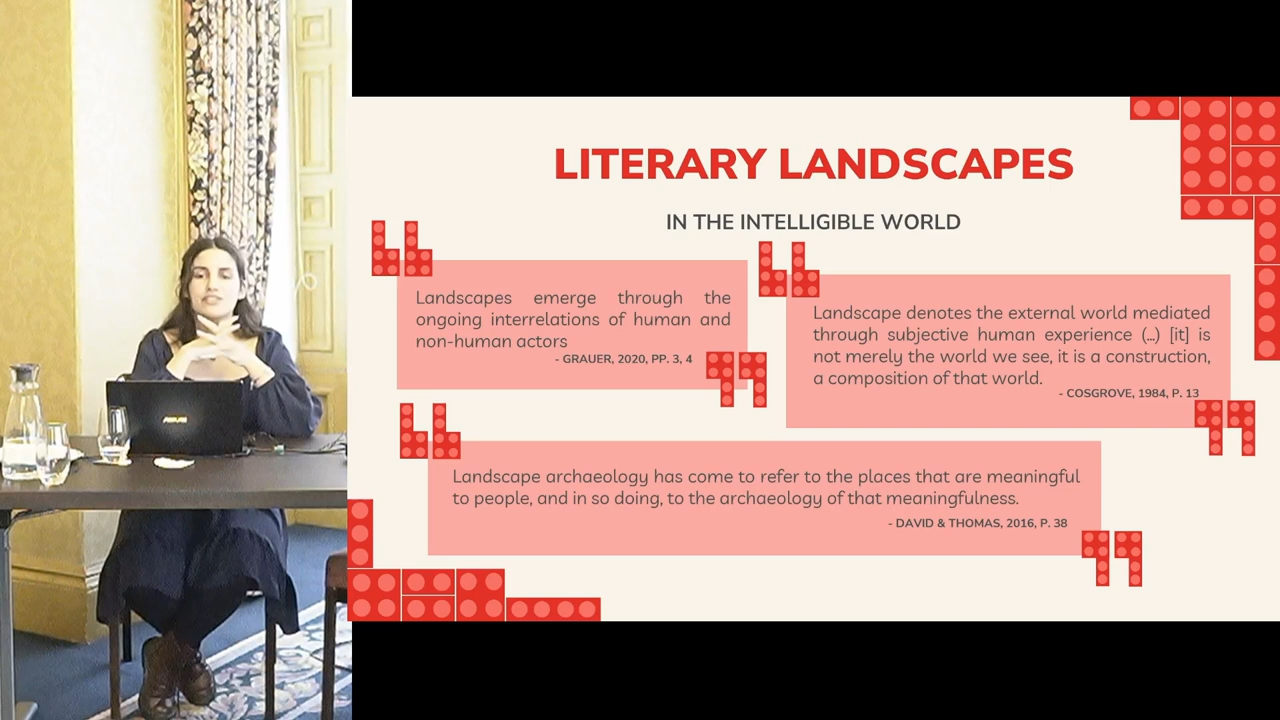 LITERARY LANDSCAPES
IN THE INTELLIGIBLE WORLD
Landscapes emerge through the
ongoing interrelations of human and
non-human actors
- GRAUER, 2020, PP. 3, 4
Landscape denotes the external world mediated
through subjective human experience (...) [it] is
not merely the world we see, it is a construction,
a composition of that world.
- COSGROVE, 1984, P. 13
Landscape archaeology has come to refer to the places that are meaningful
to people, and in so doing, to the archaeology of that meaningfulness.
- DAVID & THOMAS, 2016, P. 38
ASUS